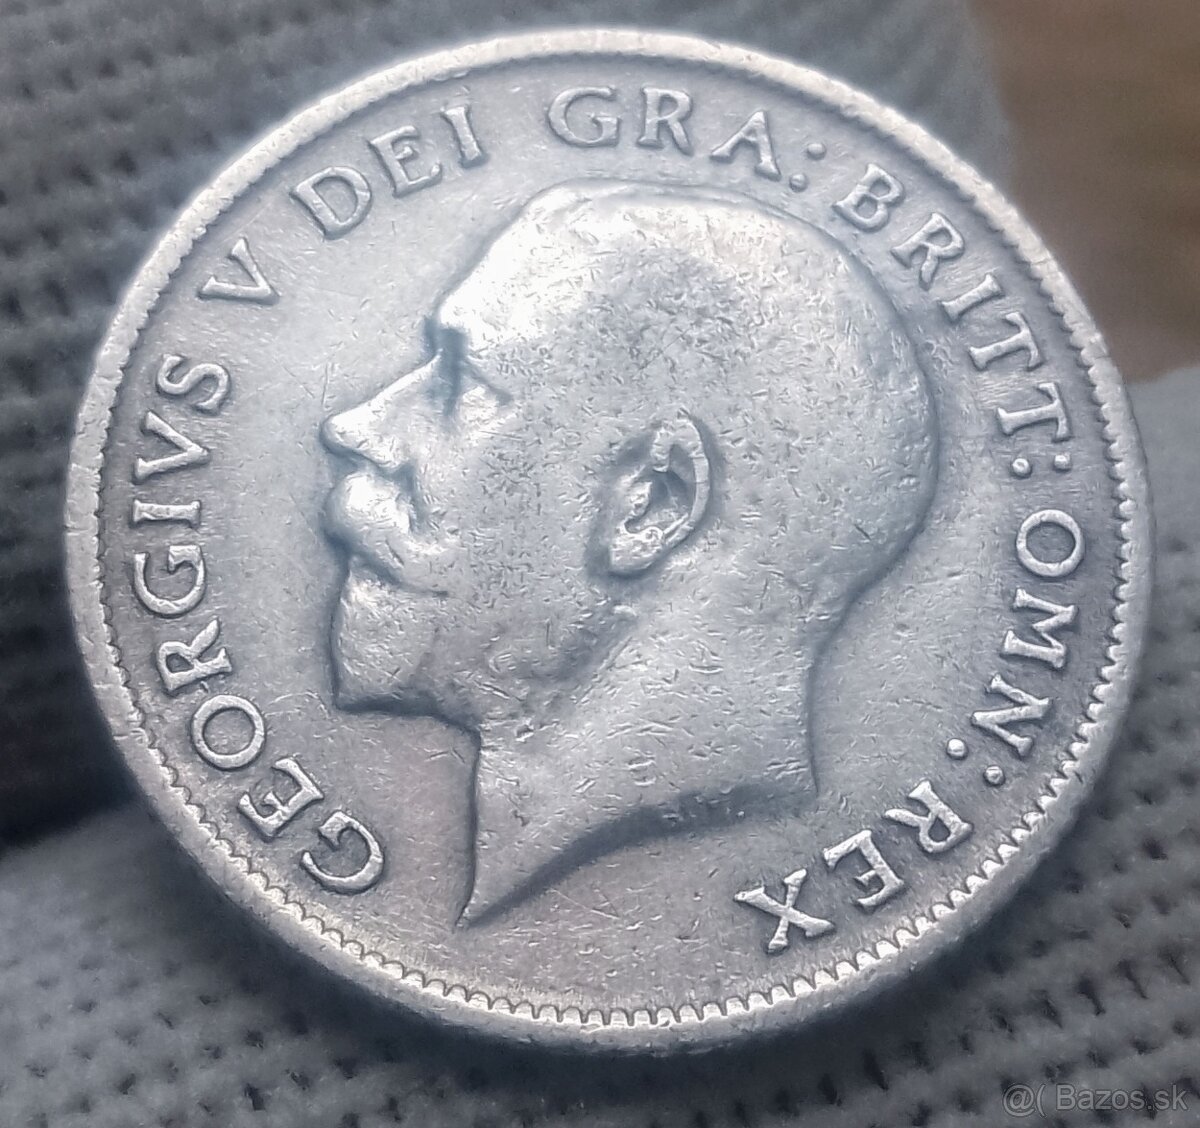 GEORGIVS V DEI GRA: BRITT: OMN: REX
@( Bazos.sk